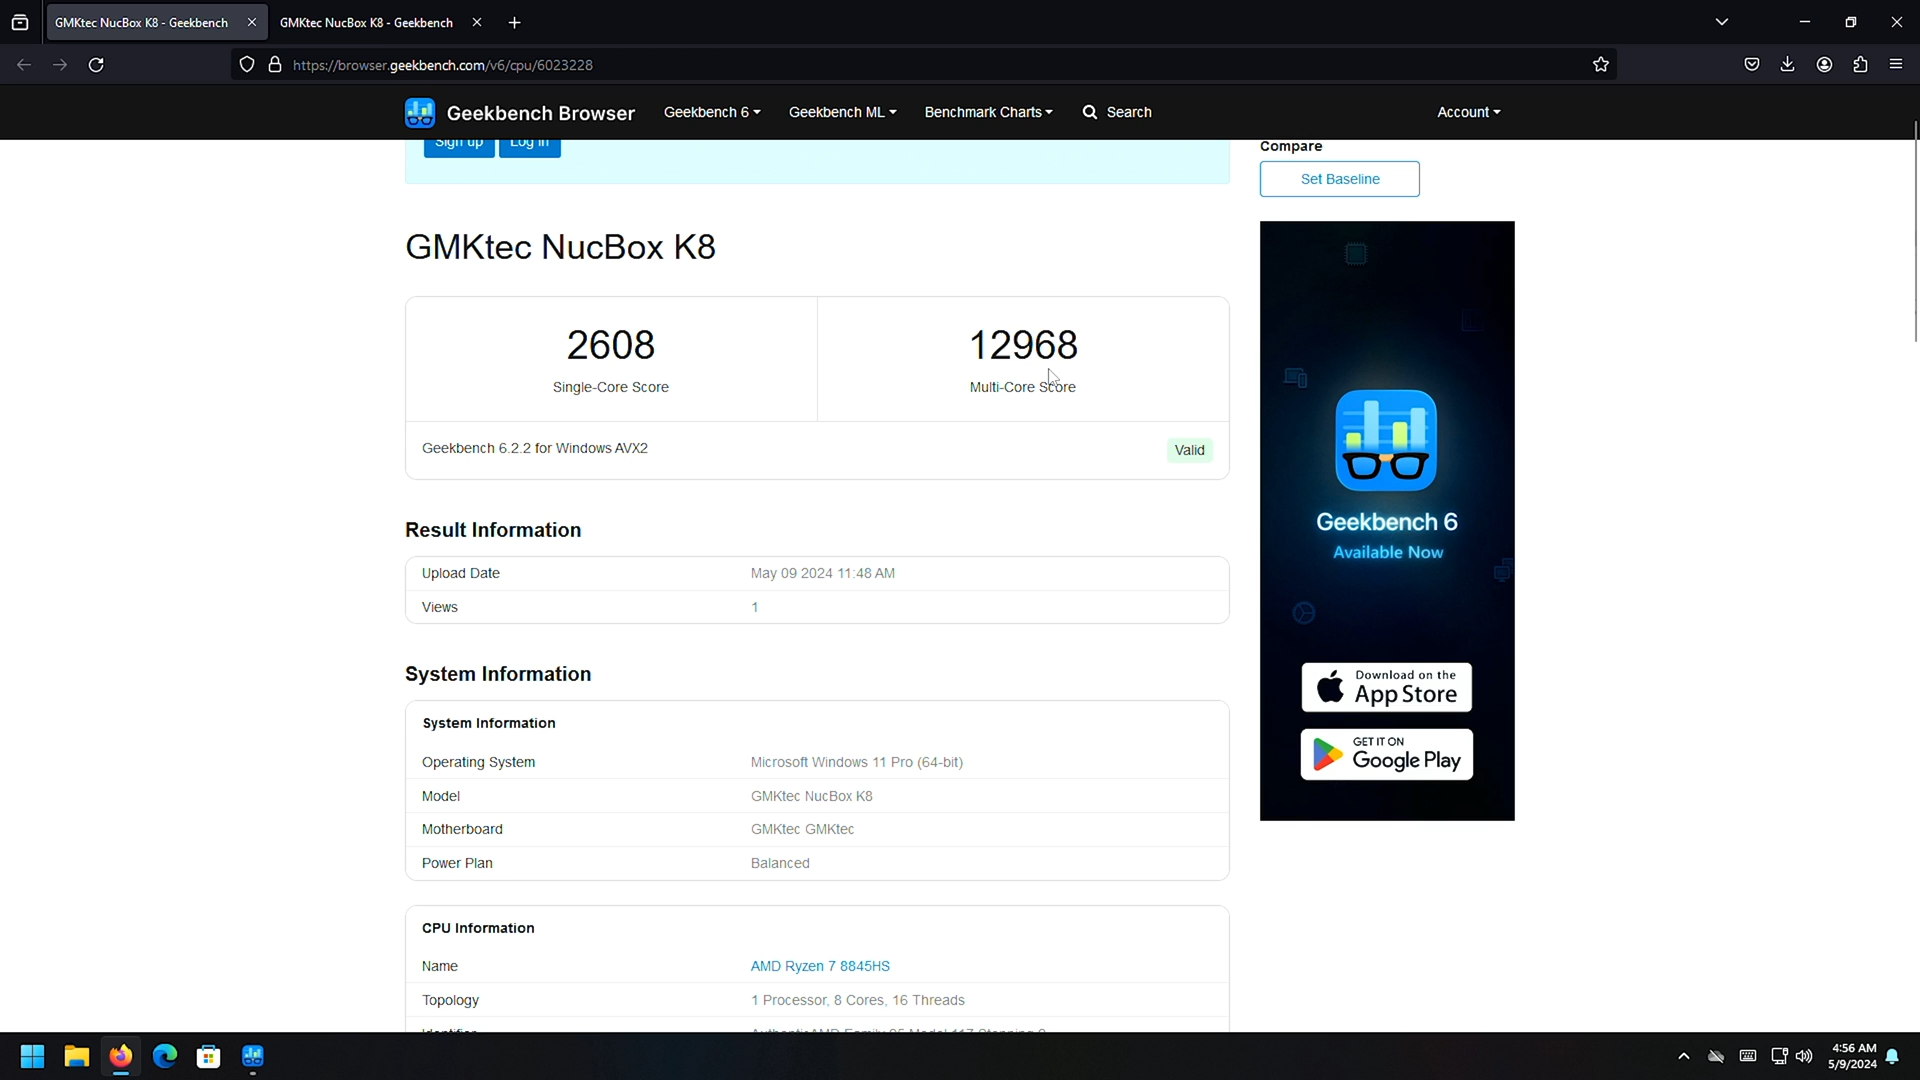 GMKtec NucBox K8 - Geekbench
GMKtec NucBox K8 - Geekbench
https://browser.geekbench.com/v6/cpu/6023228
Geekbench Browser
Geekbench 6
Geekbench ML
Benchmark Charts
Search
Account
Sign up
Log in
Compare
Set Baseline
GMKtec NucBox K8
2608
Single-Core Score
12968
Multi-Core Score
Geekbench 6.2.2 for Windows AVX2
Valid
Result Information
Upload Date May 09 2024 11:48 AM
Views 1
System Information
System Information
Operating System Microsoft Windows 11 Pro (64-bit)
Model GMKtec NucBox K8
Motherboard GMKtec GMKtec
Power Plan Balanced
CPU Information
Name AMD Ryzen 7 8845HS
Topology 1 Processor, 8 Cores, 16 Threads
Geekbench 6
Available Now
Download on the
App Store
GET IT ON
Google Play
4:56 AM
5/9/2024